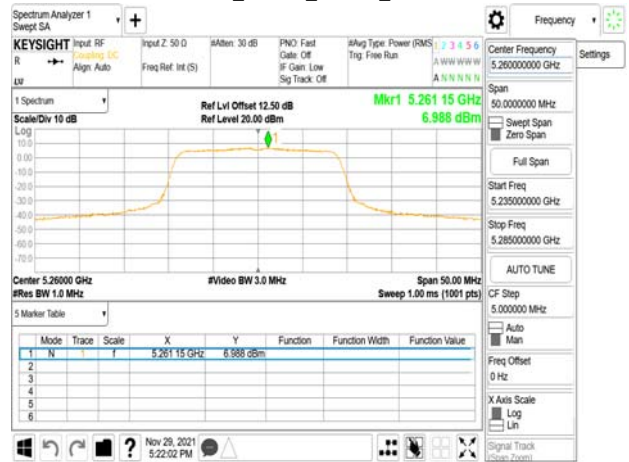 Spectrum Analyzer 1
Swept SA
+
Frequency
KEYSIGHT
Input: RF
Input Z: 50 Ω
#Atten: 30 dB
PNO: Fast
#Avg Type: Power (RMS
1 2 3 4 5 6
R
Coupling: DC
Gate: Off
Trig: Free Run
A W W W W W
Align: Auto
Freq Ref: Int (S)
IF Gain: Low
Sig Track: Off
A N N N N N
Center Frequency
5.260000000 GHz
Settings
1 Spectrum
Ref Lvl Offset 12.50 dB
Mkr1 5.261 15 GHz
Scale/Div 10 dB
Ref Level 20.00 dBm
6.988 dBm
Log
10.0
0.00
-10.0
-20.0
-30.0
-40.0
-50.0
-60.0
-70.0
1
Center 5.26000 GHz
#Video BW 3.0 MHz
Span 50.00 MHz
#Res BW 1.0 MHz
Sweep 1.00 ms (1001 pts)
5 Marker Table
Mode Trace Scale X Y Function Function Width Function Value
1 N 1 f 5.261 15 GHz 6.988 dBm
2
3
4
5
6
Span
50.0000000 MHz
Swept Span
Zero Span
Full Span
Start Freq
5.235000000 GHz
Stop Freq
5.285000000 GHz
AUTO TUNE
CF Step
5.000000 MHz
Auto
Man
Freq Offset
0 Hz
X Axis Scale
Log
Lin
Signal Track
(Span Zoom)
?
Nov 29, 2021
5:22:02 PM